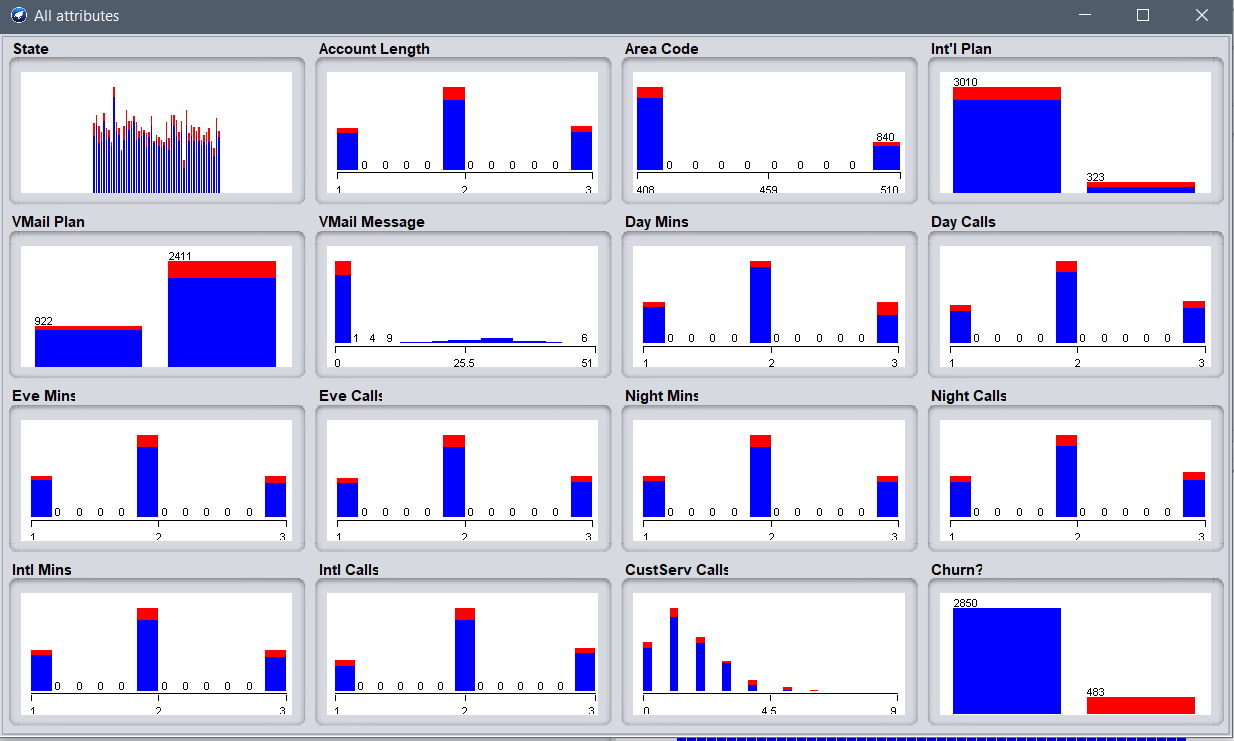 All attributes
State Account Length Area Code Int'l Plan
0 0 0 0 0 0 0 0 0
1 2 3
840
0 0 0 0 0 0 0 0
408 459 510
3010
323
VMail Plan VMail Message Day Mins Day Calls
922
2411
1 4 9 6
0 25.5 51
0 0 0 0 0 0 0 0 0
1 2 3
0 0 0 0 0 0 0 0 0
1 2 3
Eve Mins Eve Calls Night Mins Night Calls
0 0 0 0 0 0 0 0 0
1 2 3
0 0 0 0 0 0 0 0 0
1 2 3
0 0 0 0 0 0 0 0 0
1 2 3
0 0 0 0 0 0 0 0 0
1 2 3
Intl Mins Intl Calls CustServ Calls Churn?
0 0 0 0 0 0 0 0 0
1 2 3
0 0 0 0 0 0 0 0 0
1 2 3
0 4.5 9
2850
483